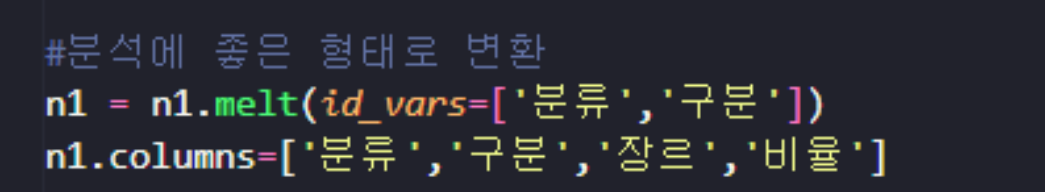 #분석에 좋은 형태로 변환
n1 = n1.melt(id_vars=['분류','구분'])
n1.columns=['분류','구분','장르','비율']